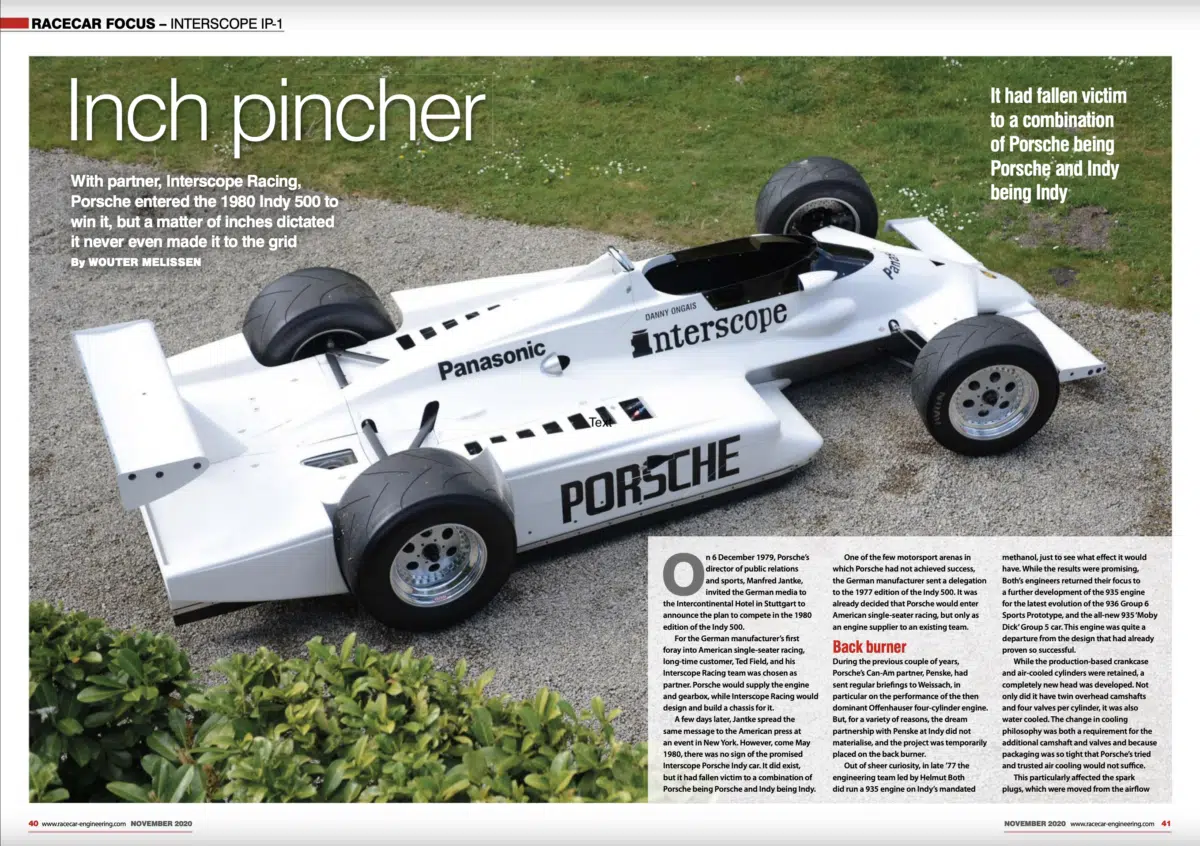 RACECAR FOCUS – INTERSCOPE IP-1
Inch pincher
With partner, Interscope Racing,
Porsche entered the 1980 Indy 500 to
win it, but a matter of inches dictated
it never even made it to the grid
By WOUTER MELISSEN
It had fallen victim
to a combination
of Porsche being
Porsche and Indy
being Indy
DANNY ONGAIS
Interscope
Panasonic
Text
PORSCHE
On 6 December 1979, Porsche's
director of public relations
and sports, Manfred Jantke,
invited the German media to
the Intercontinental Hotel in Stuttgart to
announce the plan to compete in the 1980
edition of the Indy 500.
For the German manufacturer's first
foray into American single-seater racing,
long-time customer, Ted Field, and his
Interscope Racing team was chosen as
partner. Porsche would supply the engine
and gearbox, while Interscope Racing would
design and build a chassis for it.
A few days later, Jantke spread the
same message to the American press at
an event in New York. However, come May
1980, there was no sign of the promised
Interscope Porsche Indy car. It did exist,
but it had fallen victim to a combination of
Porsche being Porsche and Indy being Indy.
One of the few motorsport arenas in
which Porsche had not achieved success,
the German manufacturer sent a delegation
to the 1977 edition of the Indy 500. It was
already decided that Porsche would enter
American single-seater racing, but only as
an engine supplier to an existing team.
Back burner
During the previous couple of years,
Porsche's Can-Am partner, Penske, had
sent regular briefings to Weissach, in
particular on the performance of the then
dominant Offenhauser four-cylinder engine.
But, for a variety of reasons, the dream
partnership with Penske at Indy did not
materialise, and the project was temporarily
placed on the back burner.
Out of sheer curiosity, in late '77 the
engineering team led by Helmut Both
did run a 935 engine on Indy's mandated
methanol, just to see what effect it would
have. While the results were promising,
Both's engineers returned their focus to
a further development of the 935 engine
for the latest evolution of the 936 Group 6
Sports Prototype, and the all-new 935 'Moby
Dick' Group 5 car. This engine was quite a
departure from the design that had already
proven so successful.
While the production-based crankcase
and air-cooled cylinders were retained, a
completely new head was developed. Not
only did it have twin overhead camshafts
and four valves per cylinder, it was also
water cooled. The change in cooling
philosophy was both a requirement for the
additional camshaft and valves and because
packaging was so tight that Porsche's tried
and trusted air cooling would not suffice.
This particularly affected the spark
plugs, which were moved from the airflow
40 www.racecar-engineering.com NOVEMBER 2020
NOVEMBER 2020 www.racecar-engineering.com 41